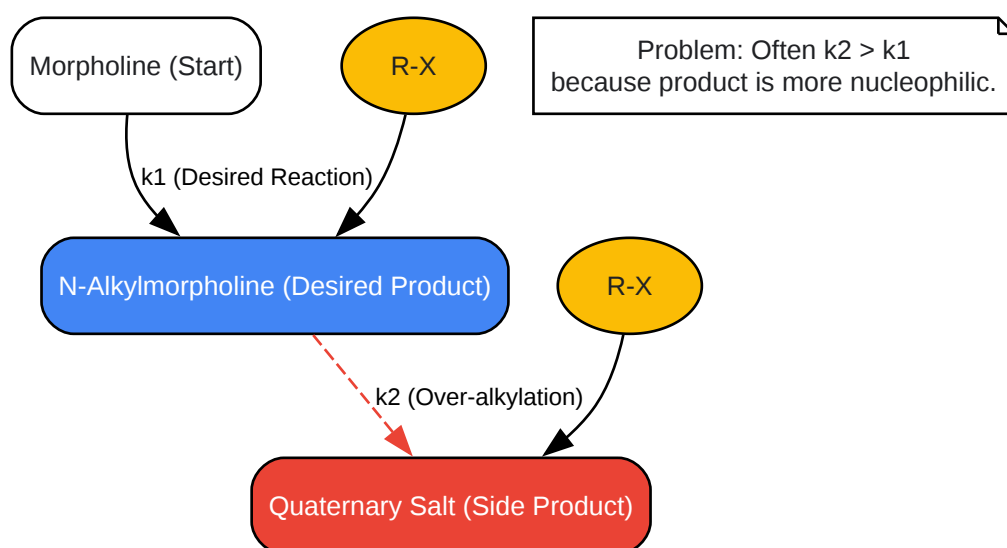 Morpholine (Start)
R-X
Problem: Often k2 > k1
because product is more nucleophilic.
k1 (Desired Reaction)
N-Alkylmorpholine (Desired Product)
R-X
k2 (Over-alkylation)
Quaternary Salt (Side Product)